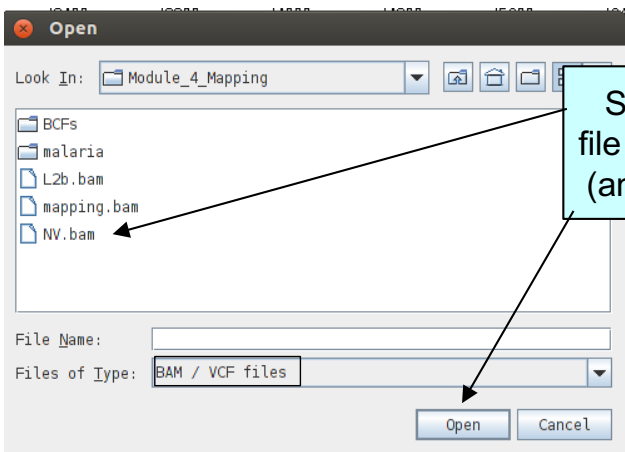 Open
Look In: Module_4_Mapping
BCFs
malaria
L2b.bam
mapping.bam
NV.bam
file
File Name:
Files of Type: BAM / VCF files
Open Cancel